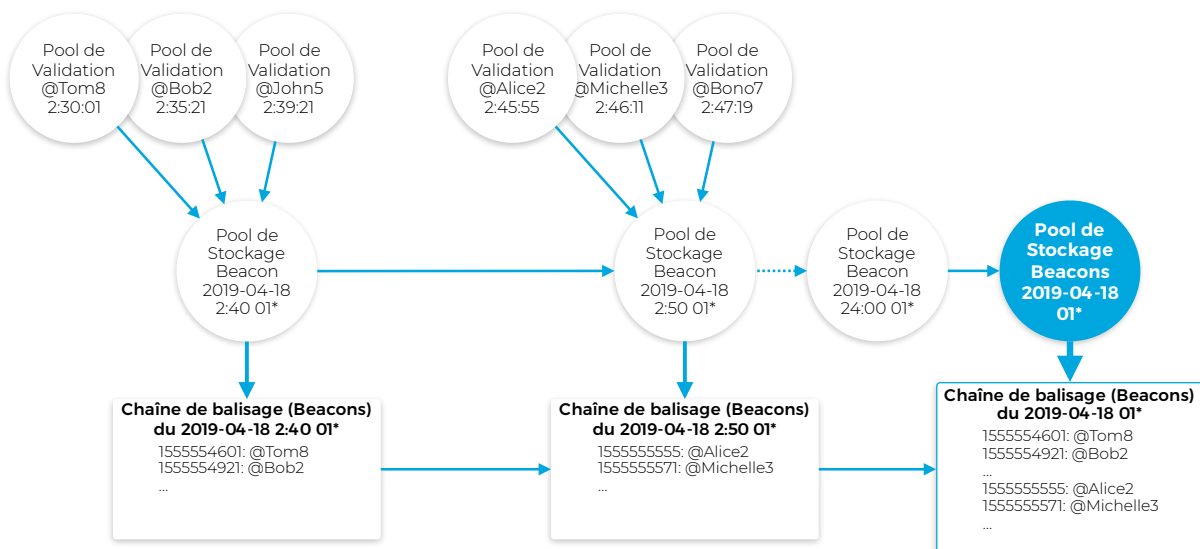 Pool de
Validation
@Tom8
2:30:01
Pool de
Validation
@Bob2
2:35:21
Pool de
Validation
@John5
2:39:21
Pool de
Validation
@Alice2
2:45:55
Pool de
Validation
@Michelle3
2:46:11
Pool de
Validation
@Bono7
2:47:19
Pool de
Stockage
Beacon
2019-04-18
2:40 01*
Pool de
Stockage
Beacon
2019-04-18
2:50 01*
Pool de
Stockage
Beacon
2019-04-18
24:00 01*
Pool de
Stockage
Beacons
2019-04-18
01*
Chaîne de balisage (Beacons)
du 2019-04-18 2:40 01*
1555554601: @Tom8
1555554921: @Bob2
...
Chaîne de balisage (Beacons)
du 2019-04-18 2:50 01*
1555555555: @Alice2
1555555571: @Michelle3
...
Chaîne de balisage (Beacons)
du 2019-04-18 01*
1555554601: @Tom8
1555554921: @Bob2
...
1555555555: @Alice2
1555555571: @Michelle3
...